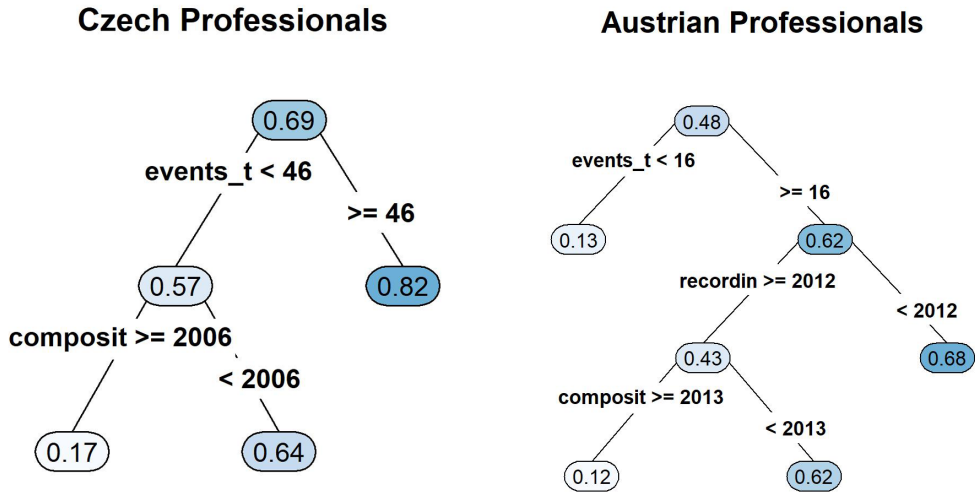 Czech Professionals
0.69
events_t < 46
>= 46
0.57
0.82
composit >= 2006
< 2006
0.17
0.64
Austrian Professionals
0.48
events_t < 16
>= 16
0.13
0.62
recordin >= 2012
< 2012
0.43
0.68
composit >= 2013
< 2013
0.12
0.62